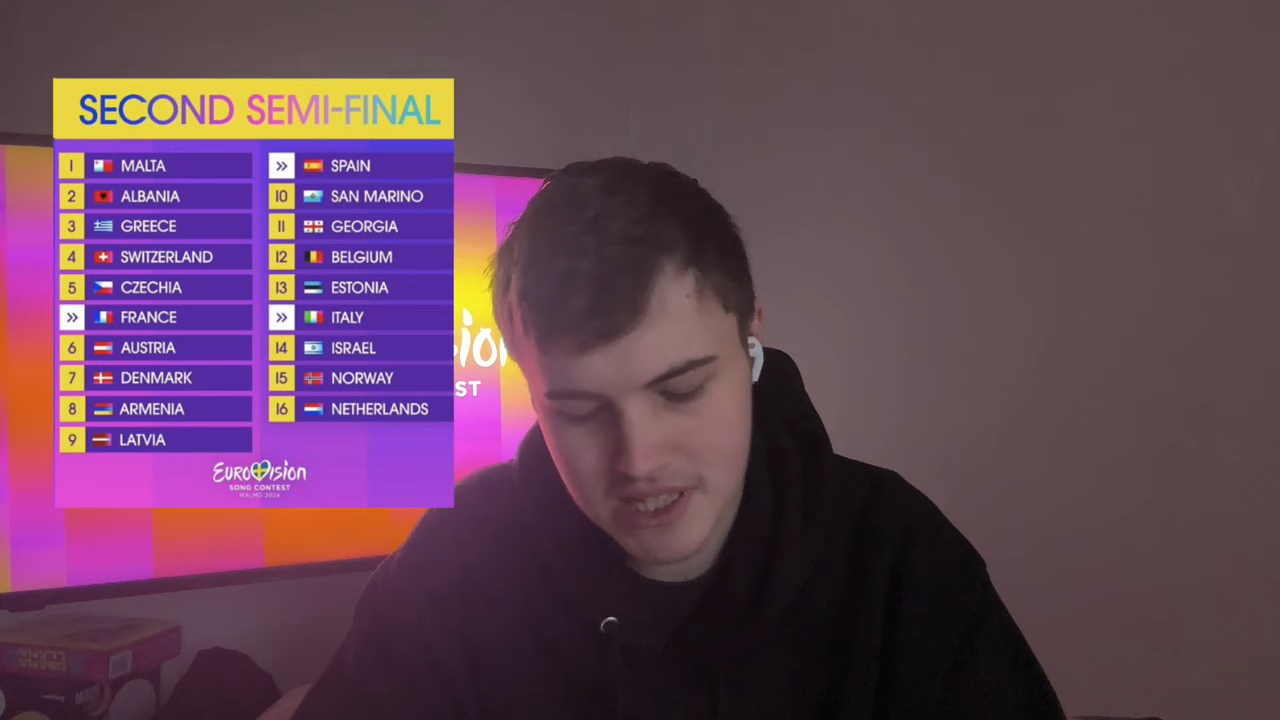 SECOND SEMI-FINAL
1 MALTA
2 ALBANIA
3 GREECE
4 SWITZERLAND
5 CZECHIA
» FRANCE
6 AUSTRIA
7 DENMARK
8 ARMENIA
9 LATVIA
» SPAIN
10 SAN MARINO
11 GEORGIA
12 BELGIUM
13 ESTONIA
» ITALY
14 ISRAEL
15 NORWAY
16 NETHERLANDS
EUROVISION
SONG CONTEST
MALMÖ 2024
sion
ST